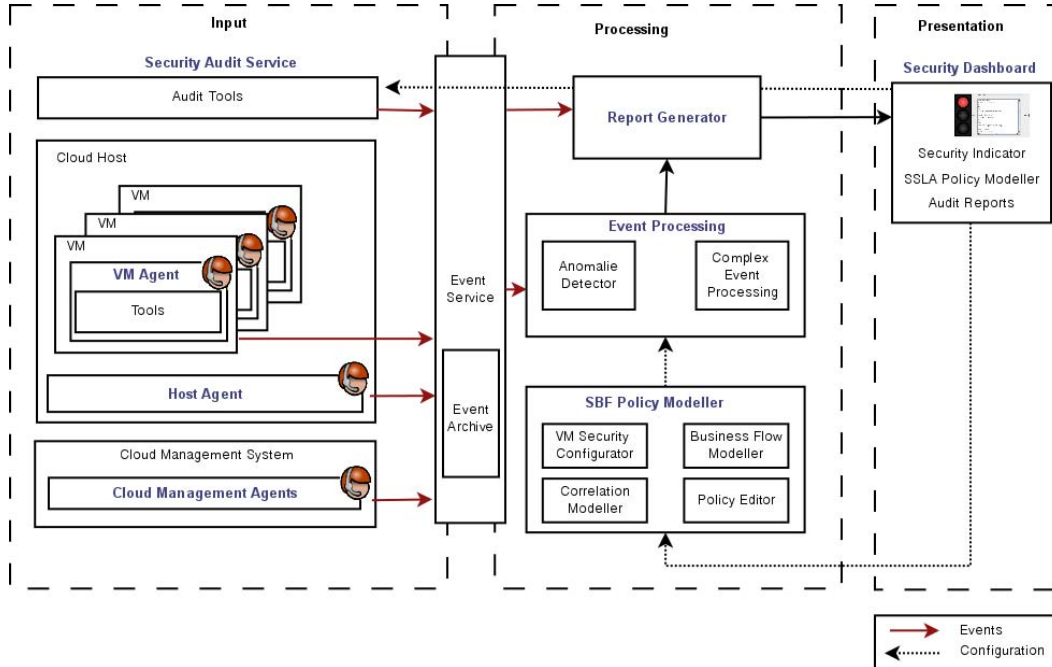 Input
Processing
Presentation
Security Audit Service
Audit Tools
Cloud Host
VM
VM
VM
VM Agent
Tools
Host Agent
Cloud Management System
Cloud Management Agents
Event
Service
Event
Archive
Report Generator
Event Processing
Anomalie
Detector
Complex
Event
Processing
SBF Policy Modeller
VM Security
Configurator
Business Flow
Modeller
Correlation
Modeller
Policy Editor
Security Dashboard
Security Indicator
SSLA Policy Modeller
Audit Reports
Events
Configuration